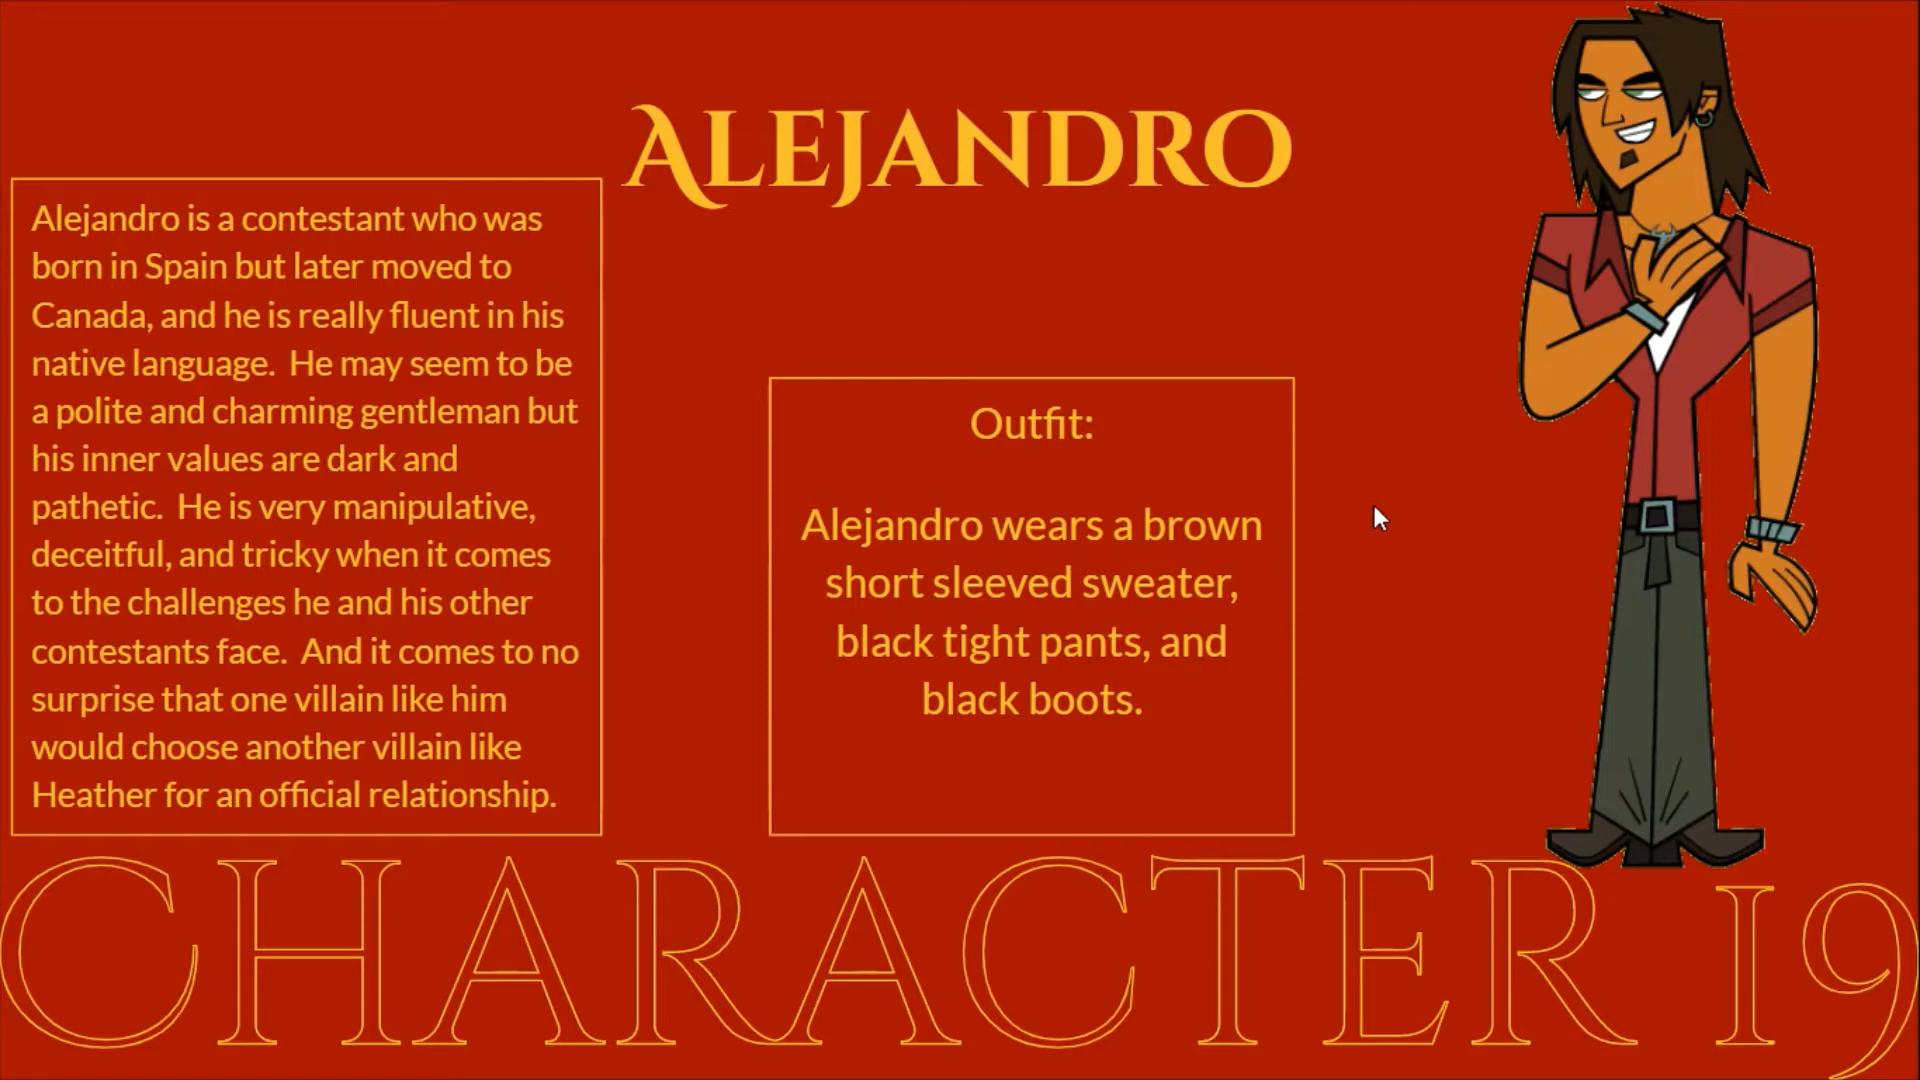 ALEJANDRO
Alejandro is a contestant who was
born in Spain but later moved to
Canada, and he is really fluent in his
native language.  He may seem to be
a polite and charming gentleman but
his inner values are dark and
pathetic.  He is very manipulative,
deceitful, and tricky when it comes
to the challenges he and his other
contestants face.  And it comes to no
surprise that one villain like him
would choose another villain like
Heather for an official relationship.
Outfit:
Alejandro wears a brown
short sleeved sweater,
black tight pants, and
black boots.
CHARACTER 19